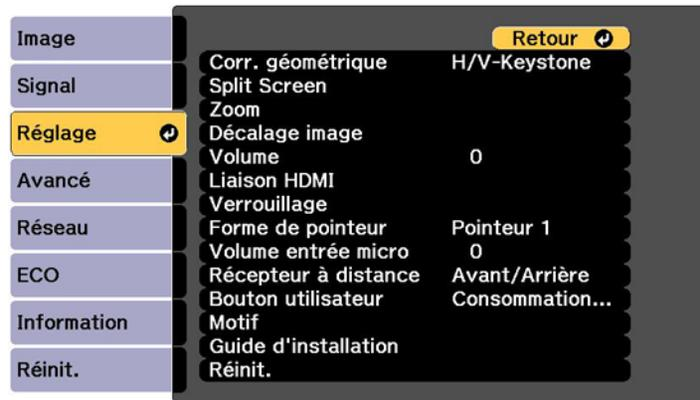 Image
Signal
Réglage
Avancé
Réseau
ECO
Information
Réinit.
Retour
Corr. géométrique H/V-Keystone
Split Screen
Zoom
Décalage image
Volume 0
Liaison HDMI
Verrouillage
Forme de pointeur Pointeur 1
Volume entrée micro 0
Récepteur à distance Avant/Arrière
Bouton utilisateur Consommation...
Motif
Guide d'installation
Réinit.